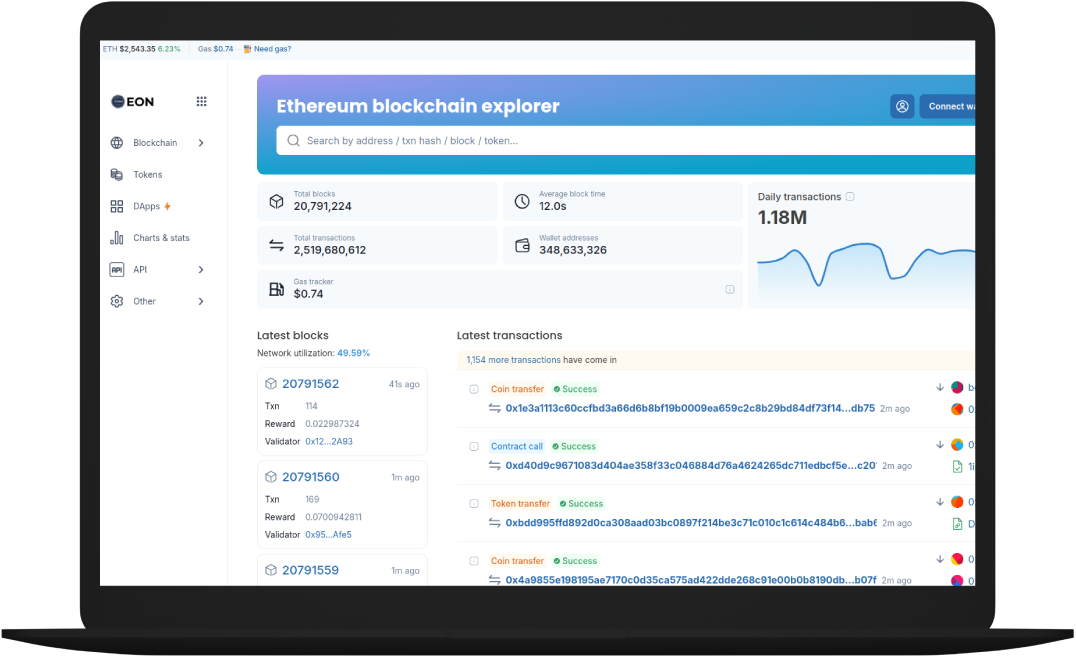 ETH $2,543.35 6.23% Gas $0.74 Need gas?
EON
Blockchain
Tokens
DApps
Charts & stats
API
Other
Ethereum blockchain explorer
Connect
Search by address / txn hash / block / token...
Total blocks
20,791,224
Average block time
12.0s
Total transactions
2,519,680,612
Wallet addresses
348,633,326
Gas tracker
$0.74
Daily transactions
1.18M
Latest blocks
Network utilization: 49.59%
20791562 41s ago
Txn 114
Reward 0.022987324
Validator 0x12...2A93
20791560 1m ago
Txn 169
Reward 0.0700942811
Validator 0x95...Afe5
20791559 1m ago
Latest transactions
1,154 more transactions have come in
Coin transfer Success
0x1e3a1113c60ccfbd3a66d6b8bf19b0009ea659c2c8b29bd84df73f14...db75 2m ago
Contract call Success
0xd40d9c9671083d404ae358f33c046884d76a4624265dc711edbcf5e...c20 2m ago
Token transfer Success
0xbdd995ffd892d0ca308aad03bc0897f214be3c71c010c1c614c484b6...bab6 2m ago
Coin transfer Success
0x4a9855e198195ae7170c0d35ca575ad422dde268c91e00b0b8190db...b07f 2m ago